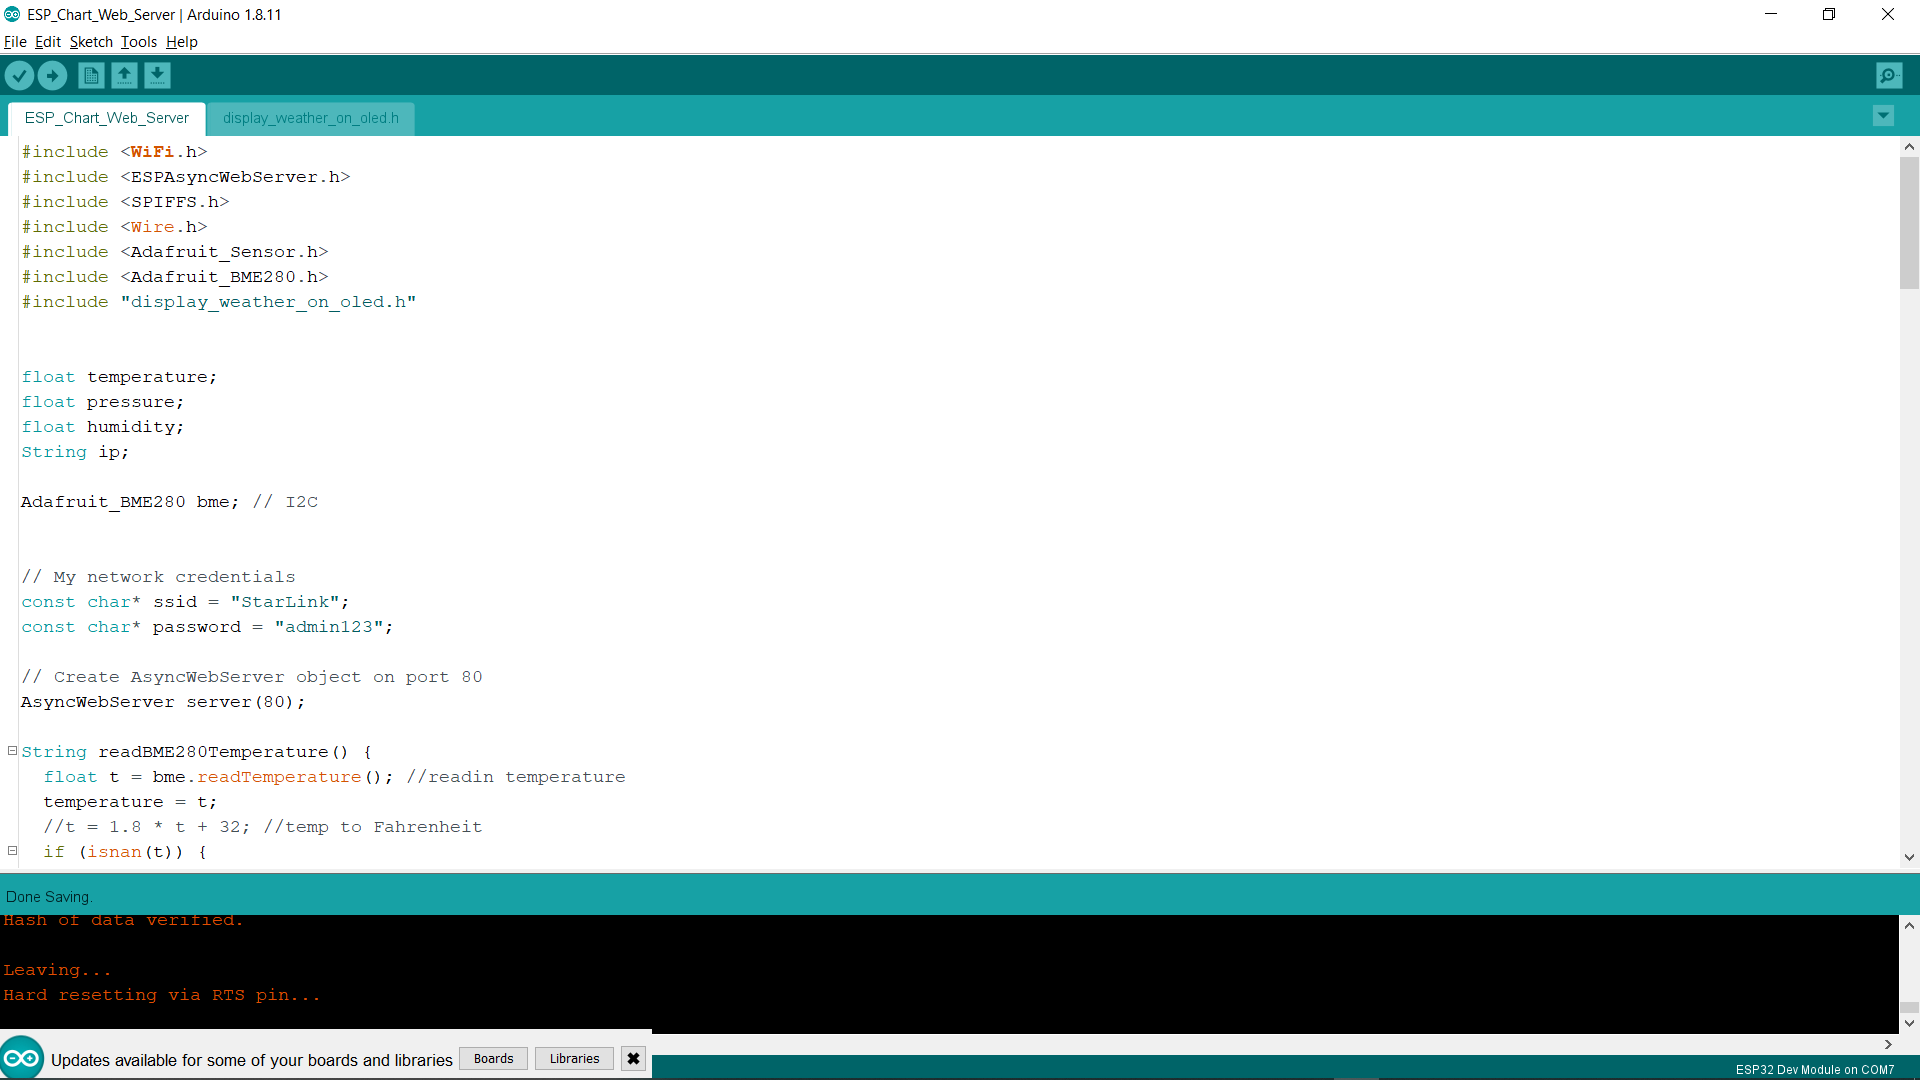 ESP_Chart_Web_Server | Arduino 1.8.11
File Edit Sketch Tools Help
ESP_Chart_Web_Server display_weather_on_oled.h
#include <WiFi.h>
#include <ESPAsyncWebServer.h>
#include <SPIFFS.h>
#include <Wire.h>
#include <Adafruit_Sensor.h>
#include <Adafruit_BME280.h>
#include "display_weather_on_oled.h"
float temperature;
float pressure;
float humidity;
String ip;
Adafruit_BME280 bme; // I2C
// My network credentials
const char* ssid = "StarLink";
const char* password = "admin123";
// Create AsyncWebServer object on port 80
AsyncWebServer server(80);
String readBME280Temperature() {
float t = bme.readTemperature(); //readin temperature
temperature = t;
//t = 1.8 * t + 32; //temp to Fahrenheit
if (isnan(t)) {
Done Saving.
Hash of data verified.
Leaving...
Hard resetting via RTS pin...
Updates available for some of your boards and libraries Boards Libraries
ESP32 Dev Module on COM7